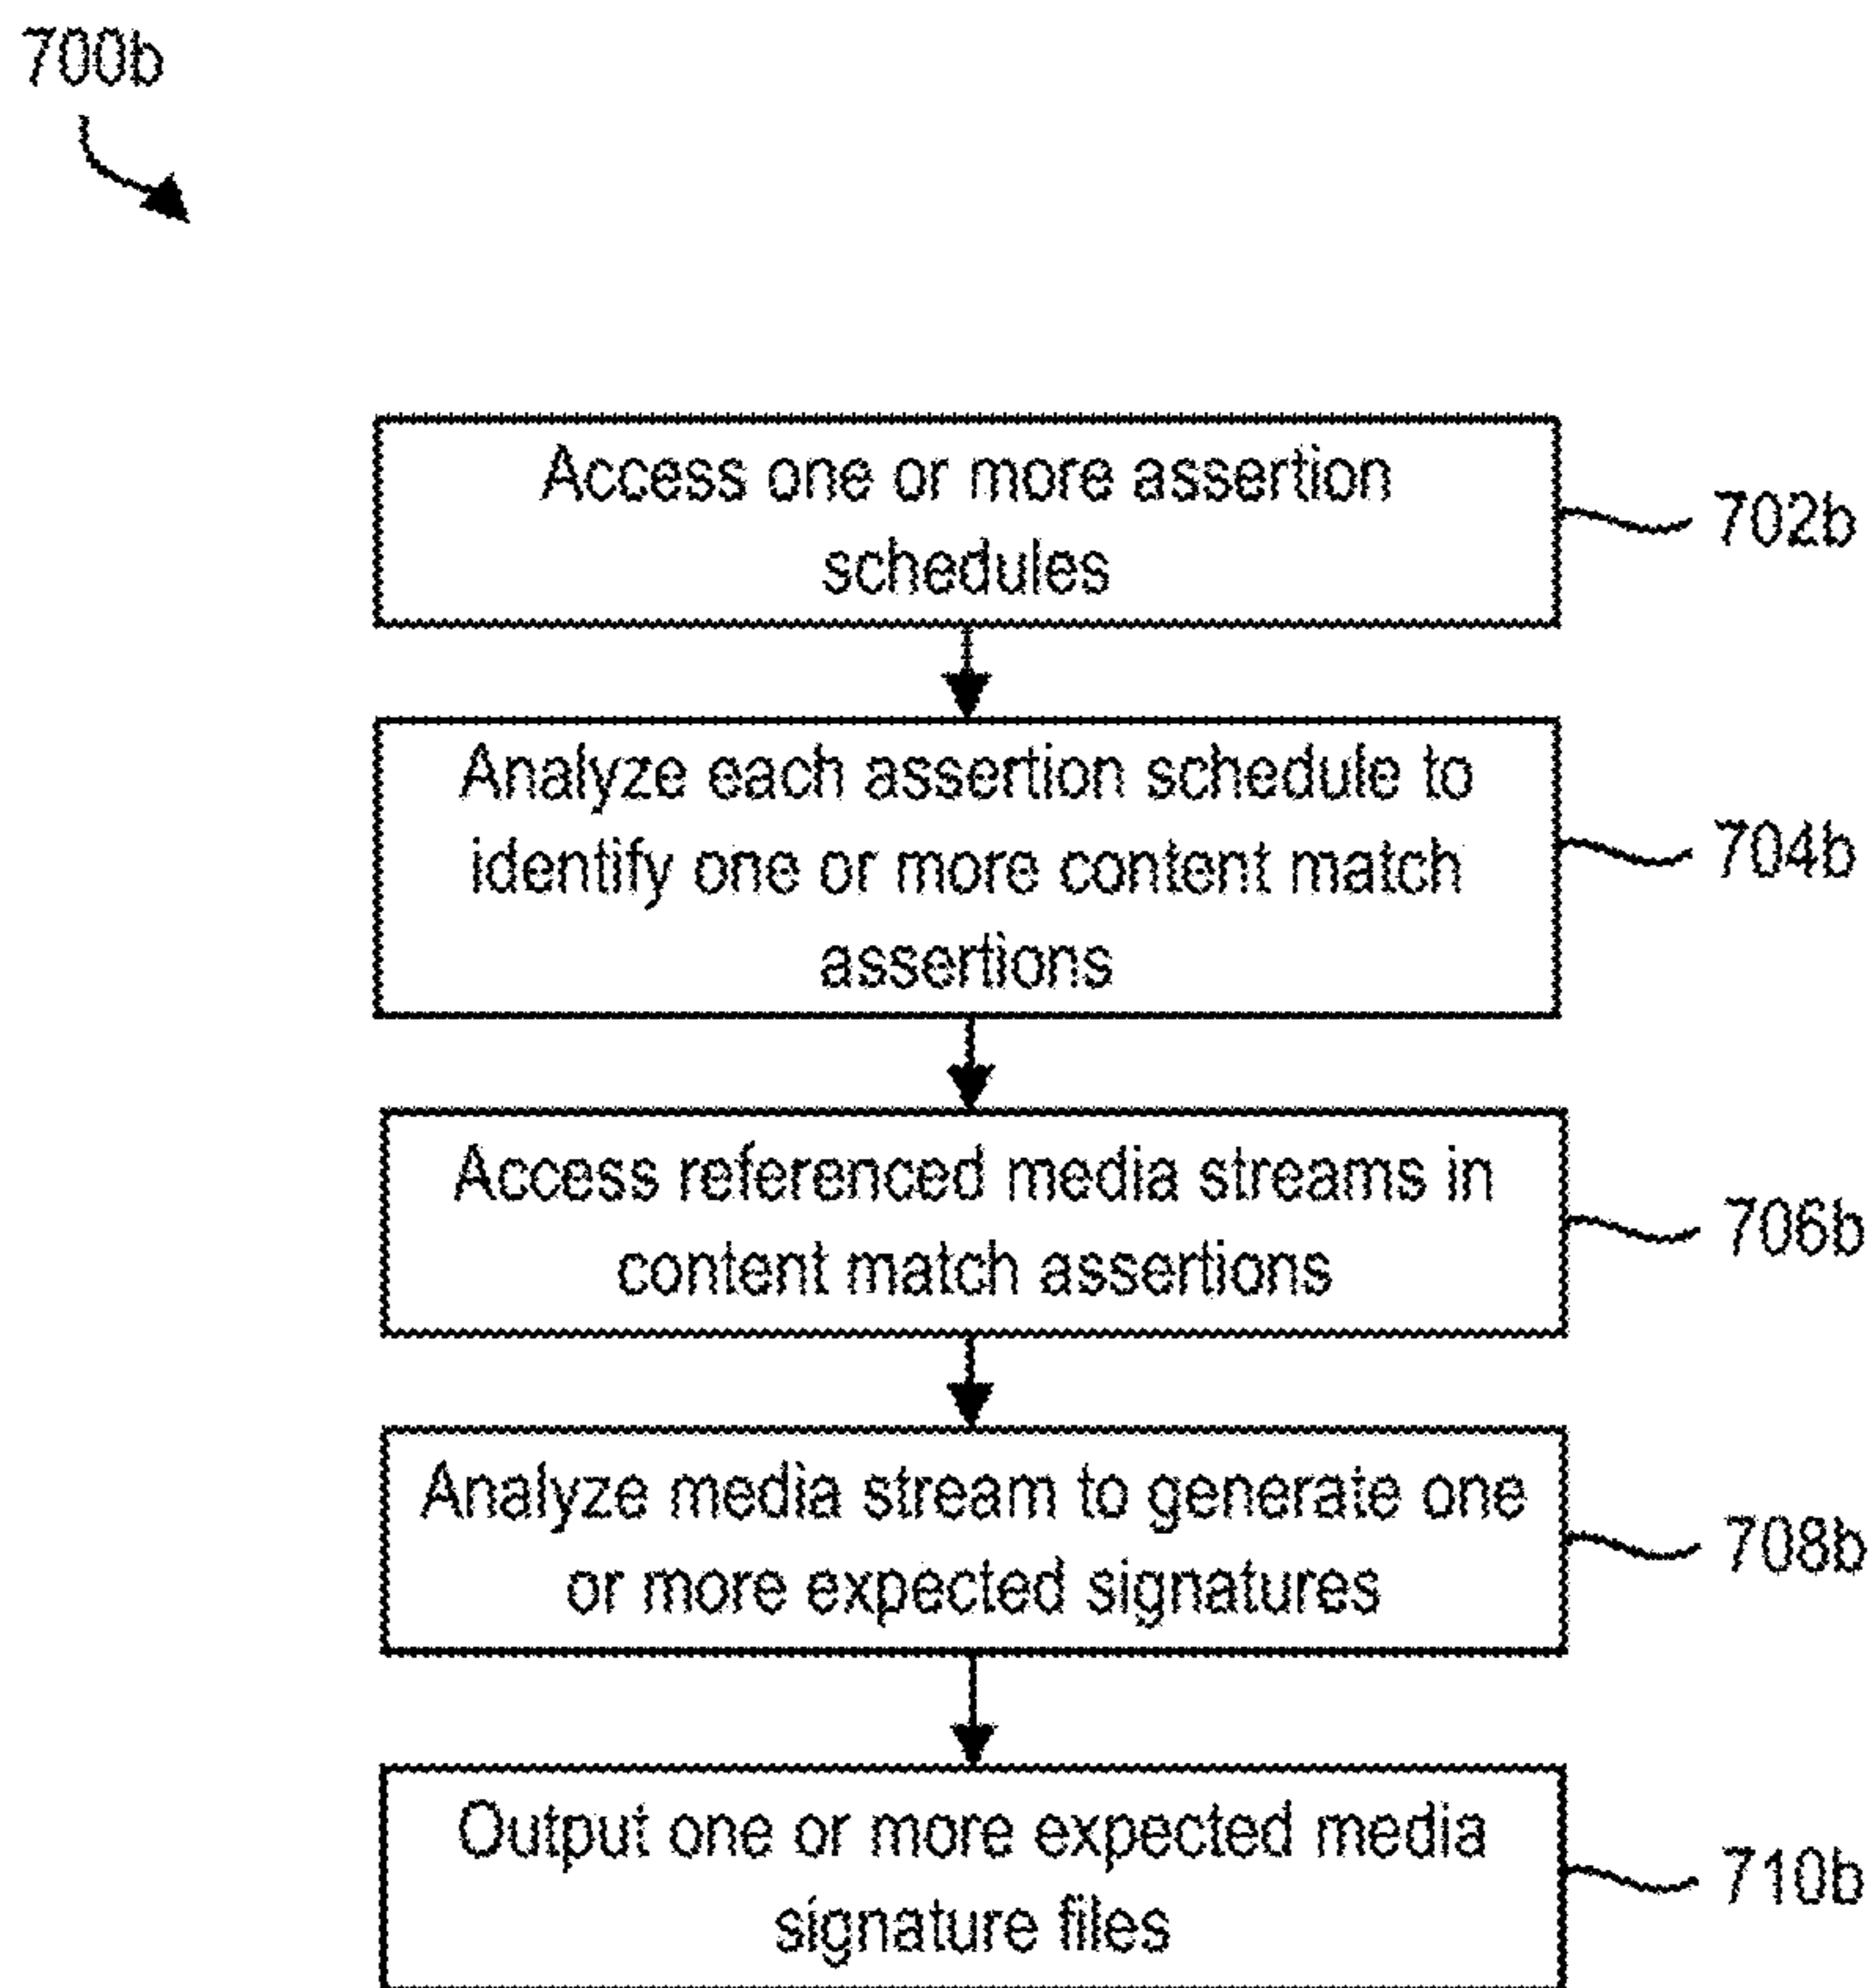 700b
Access one or more assertion
schedules
702b
Analyze each assertion schedule to
identify one or more content match
assertions
704b
Access referenced media streams in
content match assertions
706b
Analyze media stream to generate one
or more expected signatures
708b
Output one or more expected media
signature files
710b